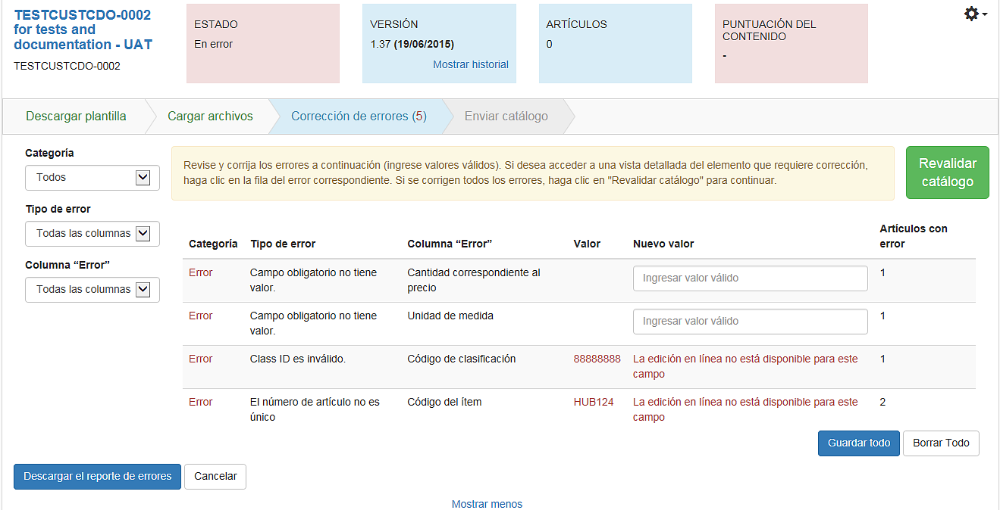 TESTCUSTCDO-0002
for tests and
documentation - UAT
TESTCUSTCDO-0002
ESTADO
En error
VERSIÓN
1.37 (19/06/2015)
Mostrar historial
ARTÍCULOS
0
PUNTUACIÓN DEL
CONTENIDO
-
Descargar plantilla
Cargar archivos
Corrección de errores (5)
Enviar catálogo
Categoría
Todos
Tipo de error
Todas las columnas
Columna “Error”
Todas las columnas
Revise y corrija los errores a continuación (ingrese valores válidos). Si desea acceder a una vista detallada del elemento que requiere corrección,
haga clic en la fila del error correspondiente. Si se corrigen todos los errores, haga clic en "Revalidar catálogo" para continuar.
Revalidar
catálogo
Categoría Tipo de error Columna “Error” Valor Nuevo valor Artículos con
error
Error Campo obligatorio no tiene Cantidad correspondiente al Ingresar valor válido 1
valor. precio
Error Campo obligatorio no tiene Unidad de medida Ingresar valor válido 1
valor.
Error Class ID es inválido. Código de clasificación 88888888 La edición en línea no está disponible para este 1
campo
Error El número de artículo no es Código del ítem HUB124 La edición en línea no está disponible para este 2
único campo
Guardar todo Borrar Todo
Descargar el reporte de errores Cancelar
Mostrar menos